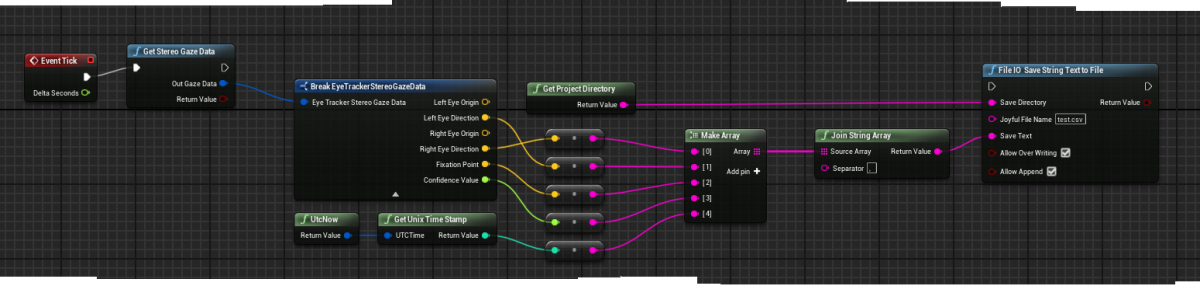 Event Tick
Delta Seconds
Get Stereo Gaze Data
Out Gaze Data
Return Value
Break EyeTrackerStereoGazeData
Eye Tracker Stereo Gaze Data
Left Eye Origin
Left Eye Direction
Right Eye Origin
Right Eye Direction
Fixation Point
Confidence Value
UtcNow
Return Value
Get Unix Time Stamp
UTCTime
Return Value
Get Project Directory
Return Value
Make Array
[0]
Array
[1]
Add pin +
[2]
[3]
[4]
Join String Array
Source Array
Return Value
Separator
File IO Save String Text to File
Save Directory
Return Value
Joyful File Name
test.csv
Save Text
Allow Over Writing
Allow Append